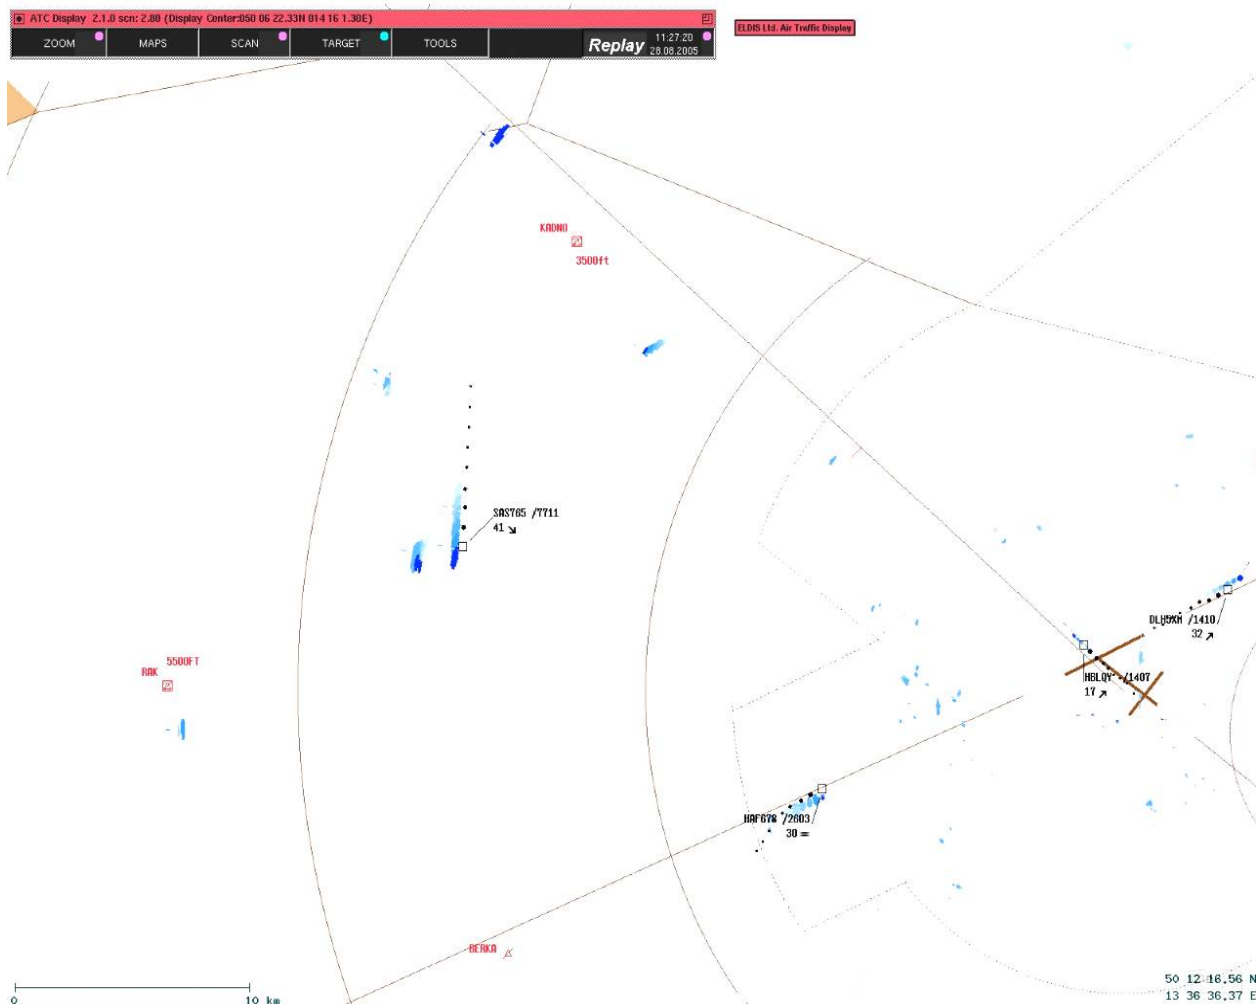 ATC Display 2.1.0 scn: 2.80 (Display Center:050 06 22.33N 014 16 1.30E)
ELDIS Ltd. Air Traffic Display
ZOOM MAPS SCAN TARGET TOOLS Replay 11:27:20
28.08.2005
KADNO
3500ft
SAS765 /7711
41 ↘
DLH5XH /1410
32 ↗
5500FT
RAK
HBLQY /1407
17 ↗
HAF678 /2603
30 =
BERKA
50 12 16.56 N
13 36 36.37 E
0 10 km